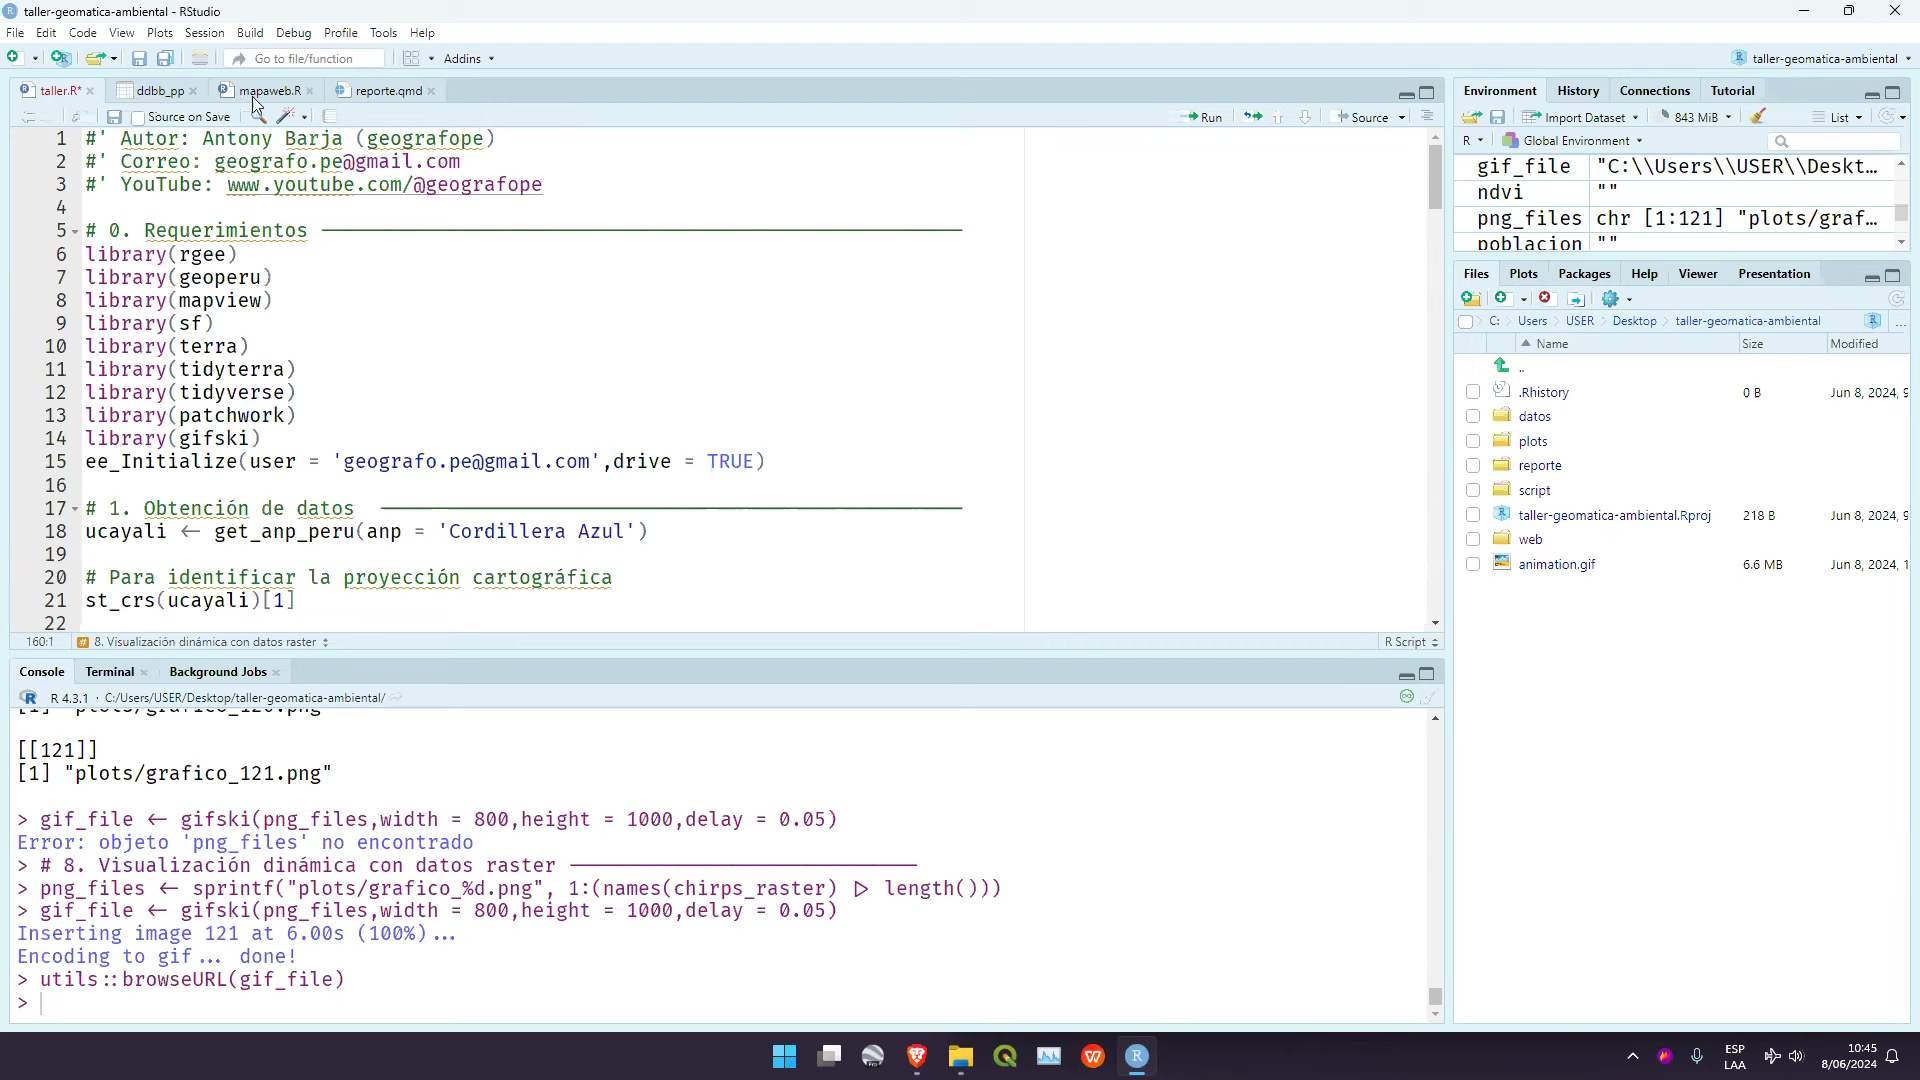 taller-geomatica-ambiental - RStudio
File Edit Code View Plots Session Build Debug Profile Tools Help
Go to file/function Addins taller-geomatica-ambiental
taller.R* ddbb_pp mapaweb.R reporte.qmd
Source on Save Run Source
1 #' Autor: Antony Barja (geografope)
2 #' Correo: geografo.pe@gmail.com
3 #' YouTube: www.youtube.com/@geografope
4
5 # 0. Requerimientos
6 library(rgee)
7 library(geoperu)
8 library(mapview)
9 library(sf)
10 library(terra)
11 library(tidyterra)
12 library(tidyverse)
13 library(patchwork)
14 library(gifski)
15 ee_Initialize(user = 'geografo.pe@gmail.com',drive = TRUE)
16
17 # 1. Obtención de datos
18 ucayali <- get_anp_peru(anp = 'Cordillera Azul')
19
20 # Para identificar la proyección cartográfica
21 st_crs(ucayali)[1]
22
160:1 # 8. Visualización dinámica con datos raster R Script
Console Terminal Background Jobs
R 4.3.1 · C:/Users/USER/Desktop/taller-geomatica-ambiental/
[1] "plots/grafico_120.png"
[[121]]
[1] "plots/grafico_121.png"
> gif_file <- gifski(png_files,width = 800,height = 1000,delay = 0.05)
Error: objeto 'png_files' no encontrado
> # 8. Visualización dinámica con datos raster
> png_files <- sprintf("plots/grafico_%d.png", 1:(names(chirps_raster) |> length()))
> gif_file <- gifski(png_files,width = 800,height = 1000,delay = 0.05)
Inserting image 121 at 6.00s (100%)...
Encoding to gif... done!
> utils::browseURL(gif_file)
>
Environment History Connections Tutorial
Import Dataset 843 MiB List
R Global Environment
gif_file "C:\\Users\\USER\\Deskt…
ndvi ""
png_files chr [1:121] "plots/graf…
poblacion ""
Files Plots Packages Help Viewer Presentation
C: Users USER Desktop taller-geomatica-ambiental ...
Name Size Modified
..
.Rhistory 0 B Jun 8, 2024, 9
datos
plots
reporte
script
taller-geomatica-ambiental.Rproj 218 B Jun 8, 2024, 9
web
animation.gif 6.6 MB Jun 8, 2024, 1
ESP
LAA
10:45
8/06/2024